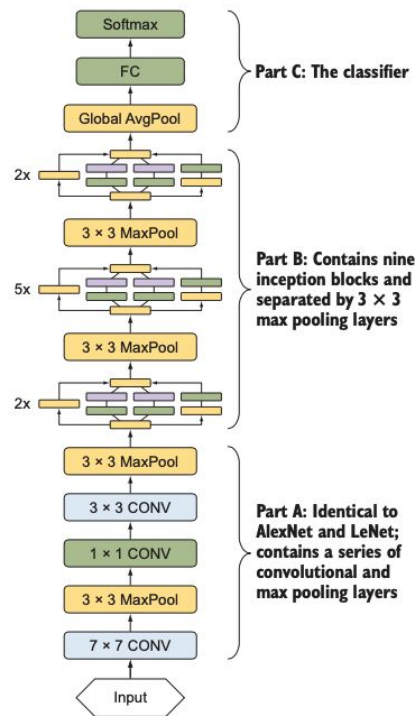 Softmax
FC
Global AvgPool
Part C: The classifier
2x
3 × 3 MaxPool
5x
3 × 3 MaxPool
2x
Part B: Contains nine
inception blocks and
separated by 3 × 3
max pooling layers
3 × 3 MaxPool
3 × 3 CONV
1 × 1 CONV
3 × 3 MaxPool
7 × 7 CONV
Input
Part A: Identical to
AlexNet and LeNet;
contains a series of
convolutional and
max pooling layers